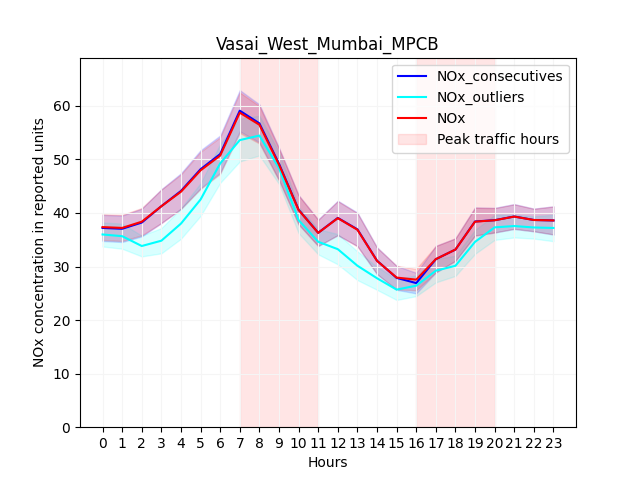 Vasai_West_Mumbai_MPCB
NOx_consecutives
NOx_outliers
NOx
Peak traffic hours
NOx concentration in reported units
60
50
40
30
20
10
0
0 1 2 3 4 5 6 7 8 9 10 11 12 13 14 15 16 17 18 19 20 21 22 23
Hours